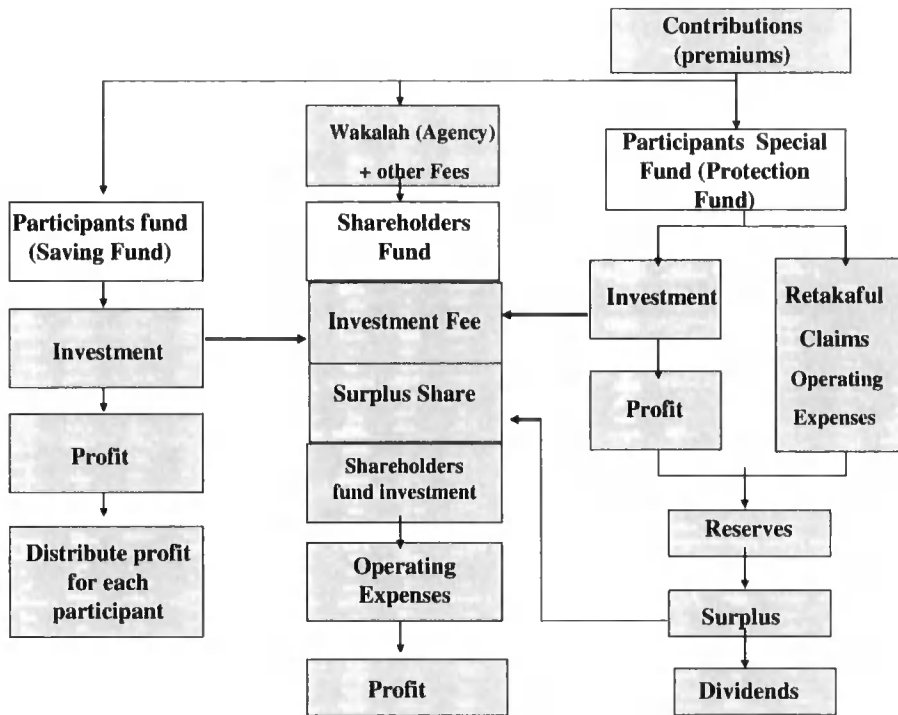 Contributions
(premiums)
Wakalah (Agency)
+ other Fees
Participants Special
Fund (Protection
Fund)
Participants fund
(Saving Fund)
Shareholders
Fund
Investment
Retakaful
Claims
Operating
Expenses
Investment Fee
Investment
Surplus Share
Profit
Profit
Shareholders
fund investment
Reserves
Distribute profit
for each
participant
Operating
Expenses
Surplus
Profit
Dividends